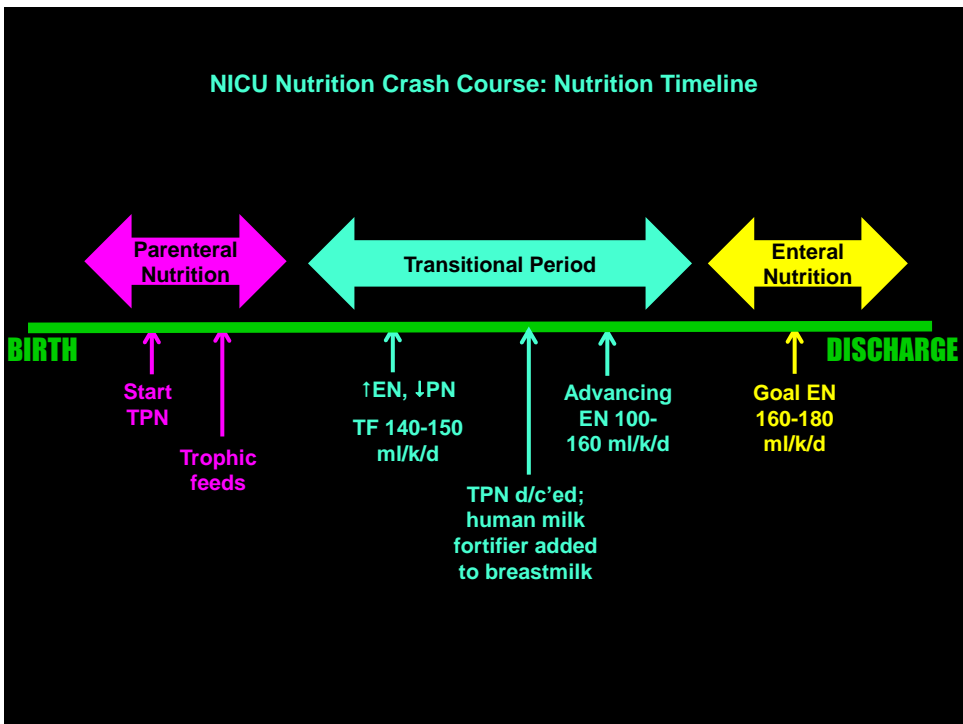 NICU Nutrition Crash Course: Nutrition Timeline
Parenteral
Nutrition
Transitional Period
Enteral
Nutrition
BIRTH
DISCHARGE
Start
TPN
Trophic
feeds
↑EN, ↓PN
TF 140-150
ml/k/d
TPN d/c’ed;
human milk
fortifier added
to breastmilk
Advancing
EN 100-
160 ml/k/d
Goal EN
160-180
ml/k/d